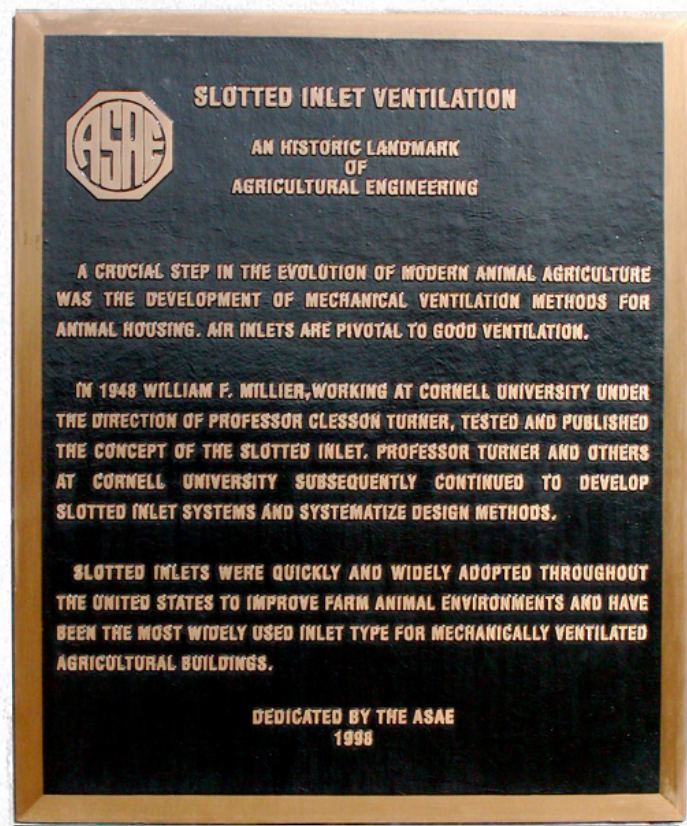 ASAE
SLOTTED INLET VENTILATION
AN HISTORIC LANDMARK
OF
AGRICULTURAL ENGINEERING
A CRUCIAL STEP IN THE EVOLUTION OF MODERN ANIMAL AGRICULTURE
WAS THE DEVELOPMENT OF MECHANICAL VENTILATION METHODS FOR
ANIMAL HOUSING. AIR INLETS ARE PIVOTAL TO GOOD VENTILATION.
IN 1948 WILLIAM F. MILLIER, WORKING AT CORNELL UNIVERSITY UNDER
THE DIRECTION OF PROFESSOR CLESSON TURNER, TESTED AND PUBLISHED
THE CONCEPT OF THE SLOTTED INLET. PROFESSOR TURNER AND OTHERS
AT CORNELL UNIVERSITY SUBSEQUENTLY CONTINUED TO DEVELOP
SLOTTED INLET SYSTEMS AND SYSTEMATIZE DESIGN METHODS.
SLOTTED INLETS WERE QUICKLY AND WIDELY ADOPTED THROUGHOUT
THE UNITED STATES TO IMPROVE FARM ANIMAL ENVIRONMENTS AND HAVE
BEEN THE MOST WIDELY USED INLET TYPE FOR MECHANICALLY VENTILATED
AGRICULTURAL BUILDINGS.
DEDICATED BY THE ASAE
1998